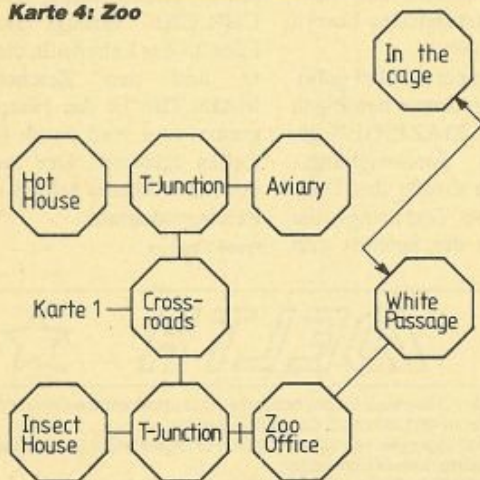 Karte 4: Zoo
In the
cage
Hot
House
T-Junction
Aviary
Karte 1
Cross-
roads
White
Passage
Insect
House
T-Junction
Zoo
Office